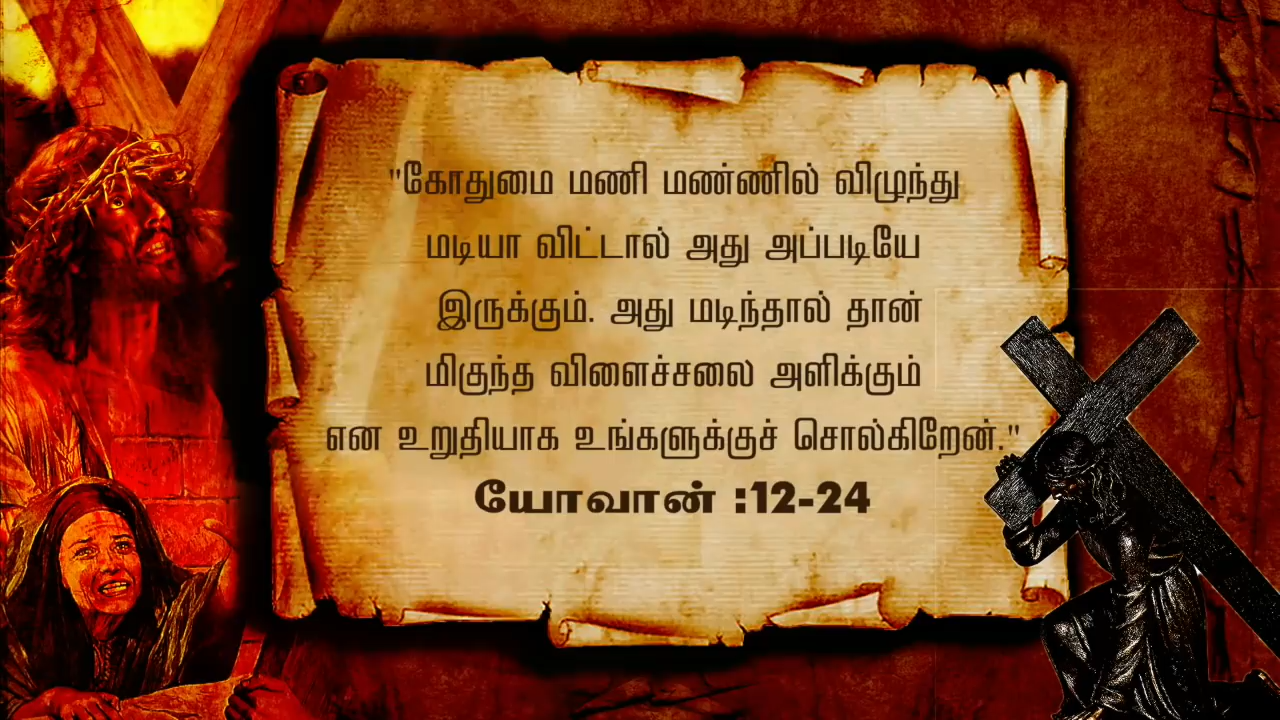 "கோதுமை மணி மண்ணில் விழுந்து
மடியா விட்டால் அது அப்படியே
இருக்கும். அது மடிந்தால் தான்
மிகுந்த விளைச்சலை அளிக்கும்
என உறுதியாக உங்களுக்குச் சொல்கிறேன்."
யோவான் :12-24